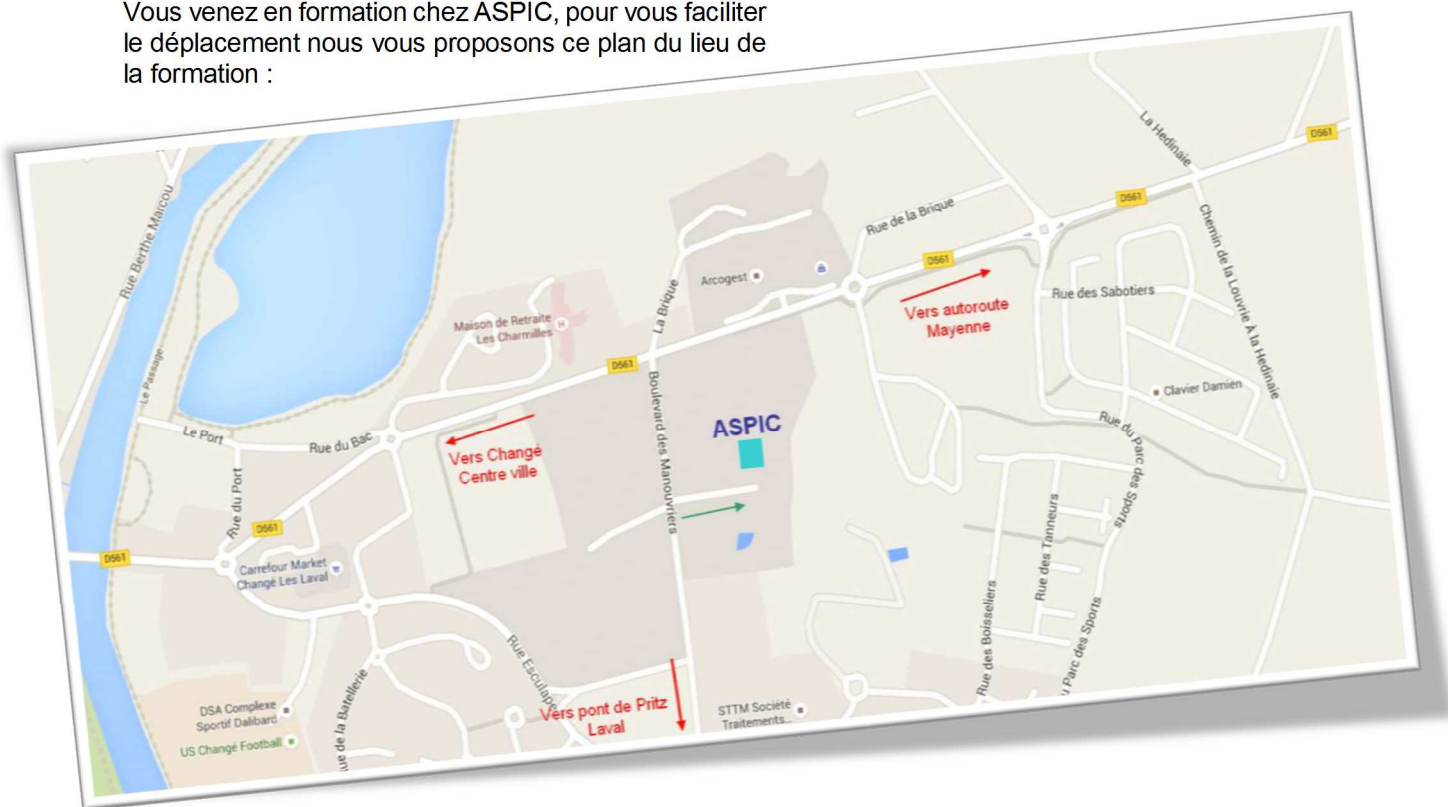 Vous venez en formation chez ASPIC, pour vous faciliter
le déplacement nous vous proposons ce plan du lieu de
la formation :
La Hedinaie
D561
Rue Berthe Marcou
D561
Rue de la Brique
Chemin de la Louvrie À la Hedinaie
D561
Arcogest
La Brique
Vers autoroute
Mayenne
Rue des Sabotiers
Maison de Retraite
Les Charmilles
H
D561
Le Passage
Clavier Damien
Boulevard des Manouvriers
ASPIC
Le Port
Rue du Bac
Vers Changé
Centre ville
Rue du Parc des Sports
Rue du Port
D561
D561
Carrefour Market
Changé Les Laval
Rue des Tanneurs
Rue des Boisseliers
u Parc des Sports
Rue Esculape
Rue de la Batellerie
DSA Complexe
Sportif Dalibard
US Changé Football
Vers pont de Pritz
Laval
STTM Société
Traitements...